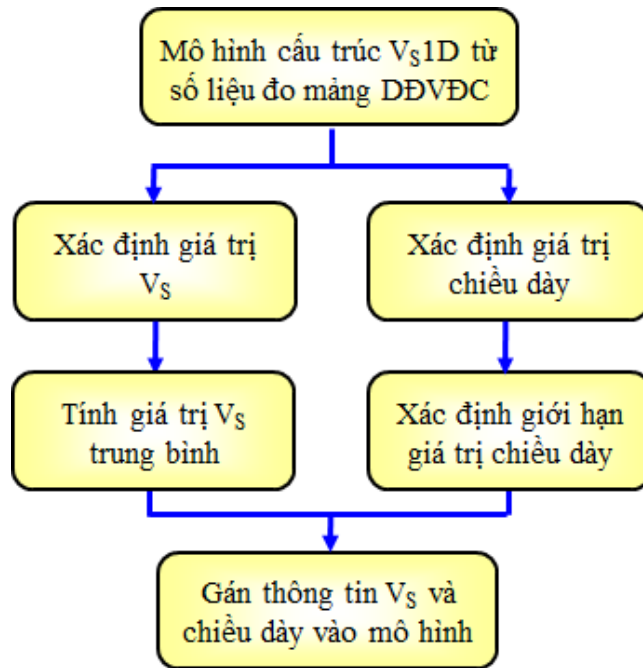 Mô hình cấu trúc VS1D từ
số liệu đo mảng DĐVĐC
Xác định giá trị
VS
Xác định giá trị
chiều dày
Tính giá trị VS
trung bình
Xác định giới hạn
giá trị chiều dày
Gán thông tin VS và
chiều dày vào mô hình